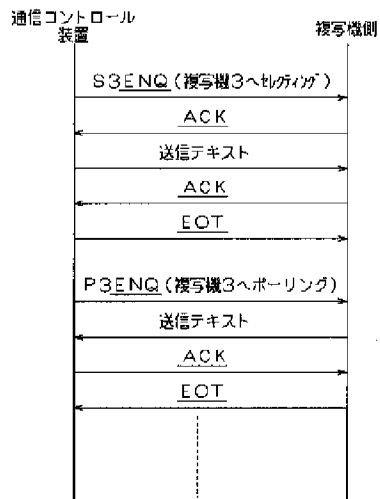 通信コントロール
装置
複写機側
S3ENQ(複写機3へセレクティング)
ACK
送信テキスト
ACK
EOT
P3ENQ(複写機3へポーリング)
送信テキスト
ACK
EOT